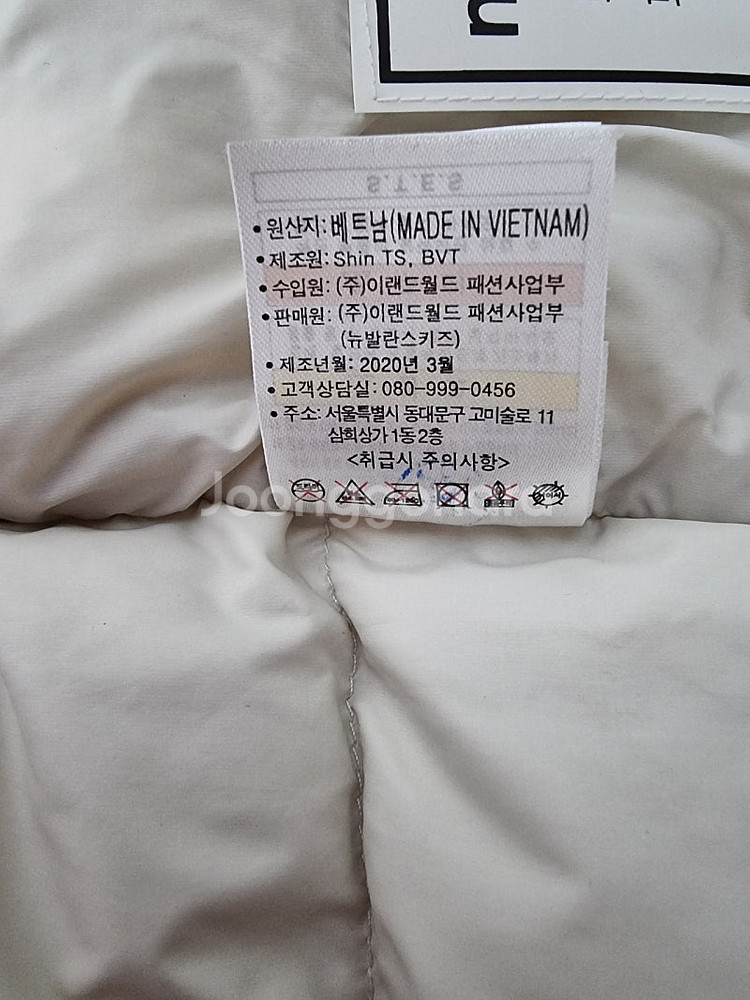 u
S.T.E.S
• 원산지: 베트남(MADE IN VIETNAM)
• 제조원: Shin TS, BVT
• 수입원: (주)이랜드월드 패션사업부
• 판매원: (주)이랜드월드 패션사업부
(뉴발란스키즈)
• 제조년월: 2020년 3월
• 고객상담실: 080-999-0456
• 주소: 서울특별시 동대문구 고미술로 11
삼희상가 1동 2층
<취급시 주의사항>
Joonggonara